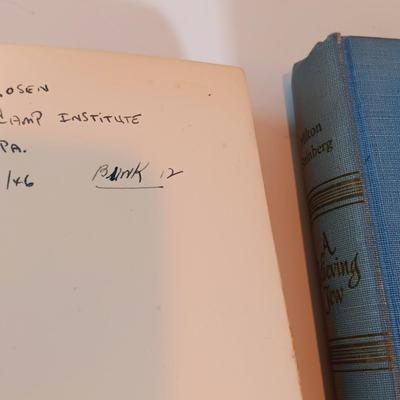 OSEN
CAMP INSTITUTE
PA.
/46 BUNK 12
Milton
Steinberg
A
Believing
Jew